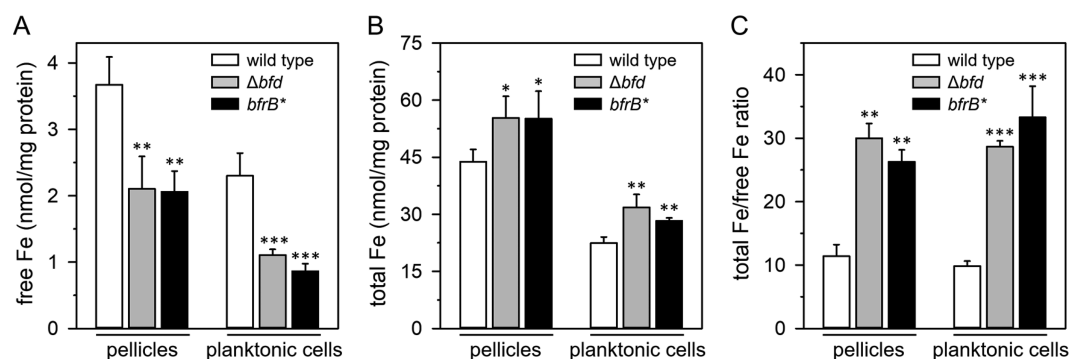 A
free Fe (nmol/mg protein)
4
3
2
1
0
wild type
Δbfd
bfrB*
**
**
***
***
pellicles
planktonic cells
B
total Fe (nmol/mg protein)
75
60
45
30
15
0
wild type
Δbfd
bfrB*
*
*
**
**
pellicles
planktonic cells
C
total Fe/free Fe ratio
40
30
20
10
0
wild type
Δbfd
bfrB*
**
**
***
***
pellicles
planktonic cells